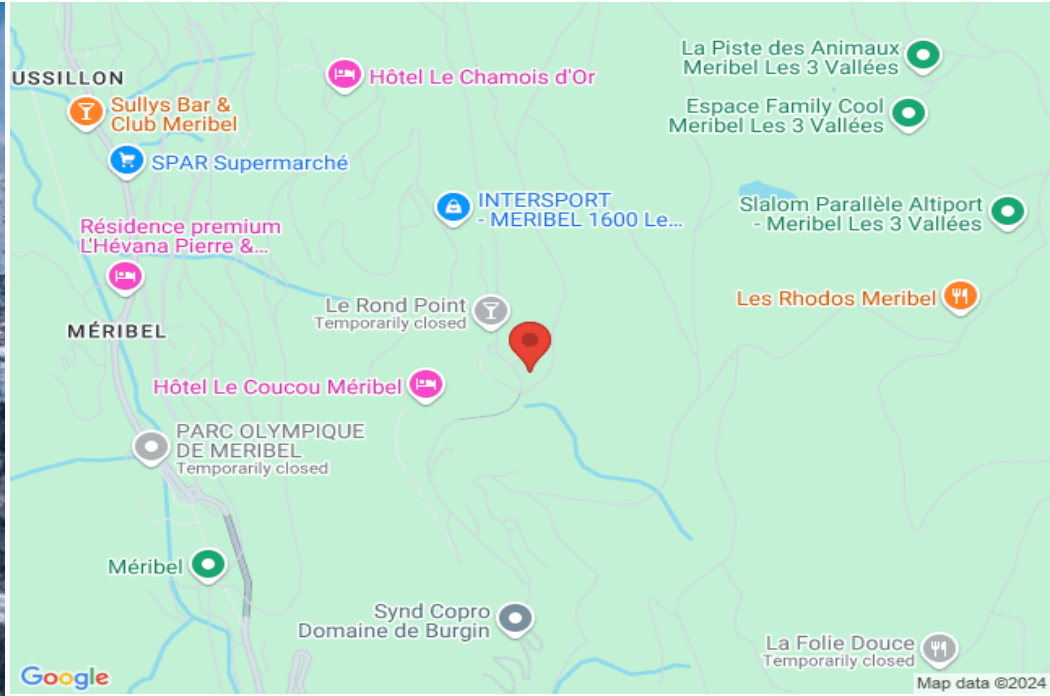 La Piste des Animaux
Meribel Les 3 Vallées
USSILLON
Hôtel Le Chamois d'Or
Sullys Bar &
Club Meribel
Espace Family Cool
Meribel Les 3 Vallées
SPAR Supermarché
INTERSPORT
- MERIBEL 1600 Le...
Slalom Parallèle Altiport
- Meribel Les 3 Vallées
Résidence premium
L'Hévana Pierre &...
Le Rond Point
Temporarily closed
Les Rhodos Meribel
MÉRIBEL
Hôtel Le Coucou Méribel
PARC OLYMPIQUE
DE MERIBEL
Temporarily closed
Méribel
Synd Copro
Domaine de Burgin
La Folie Douce
Temporarily closed
Google
Map data ©2024